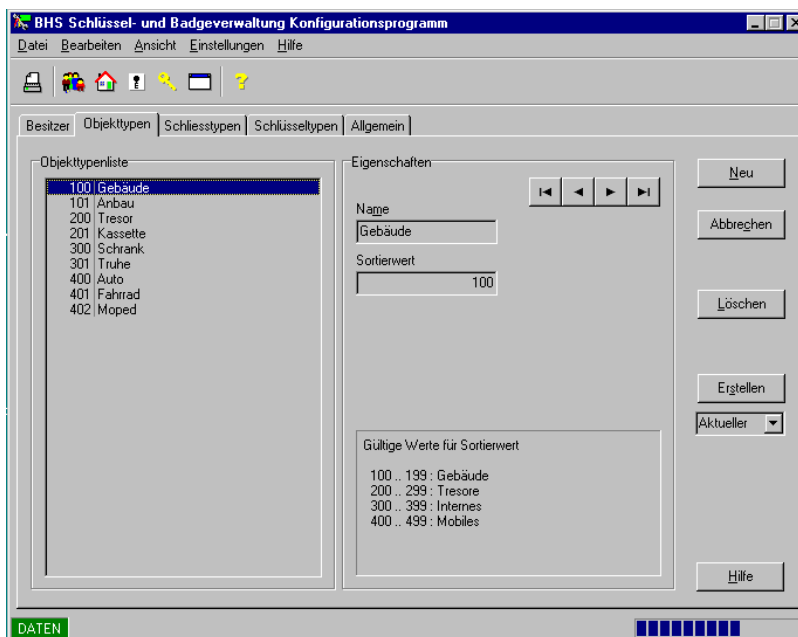 BHS Schlüssel- und Badgeverwaltung Konfigurationsprogramm
Datei Bearbeiten Ansicht Einstellungen Hilfe
Besitzer Objekttypen Schliesstypen Schlüsseltypen Allgemein
Objekttypenliste
100 Gebäude
101 Anbau
200 Tresor
201 Kassette
300 Schrank
301 Truhe
400 Auto
401 Fahrrad
402 Moped
Eigenschaften
Name
Gebäude
Sortierwert
100
Gültige Werte für Sortierwert
100 .. 199 : Gebäude
200 .. 299 : Tresore
300 .. 399 : Internes
400 .. 499 : Mobiles
Neu
Abbrechen
Löschen
Erstellen
Aktueller
Hilfe
DATEN